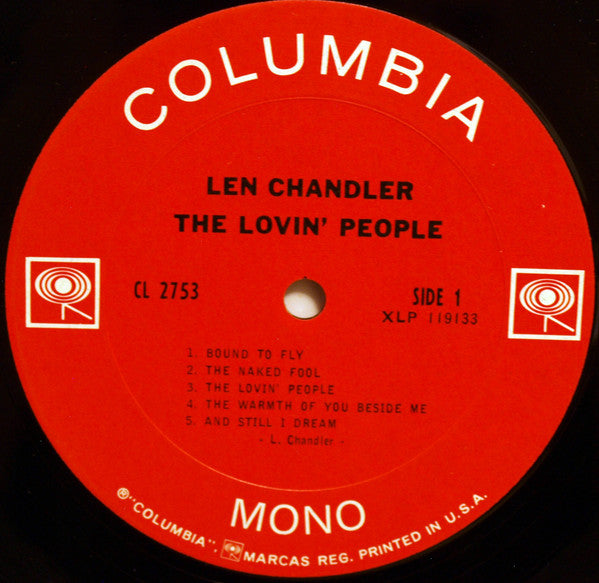 COLUMBIA
LEN CHANDLER
THE LOVIN' PEOPLE
CL 2753
SIDE 1
XLP 119133
1. BOUND TO FLY
2. THE NAKED FOOL
3. THE LOVIN' PEOPLE
4. THE WARMTH OF YOU BESIDE ME
5. AND STILL I DREAM
- L. Chandler -
MONO
®"COLUMBIA", MARCAS REG. PRINTED IN U.S.A.